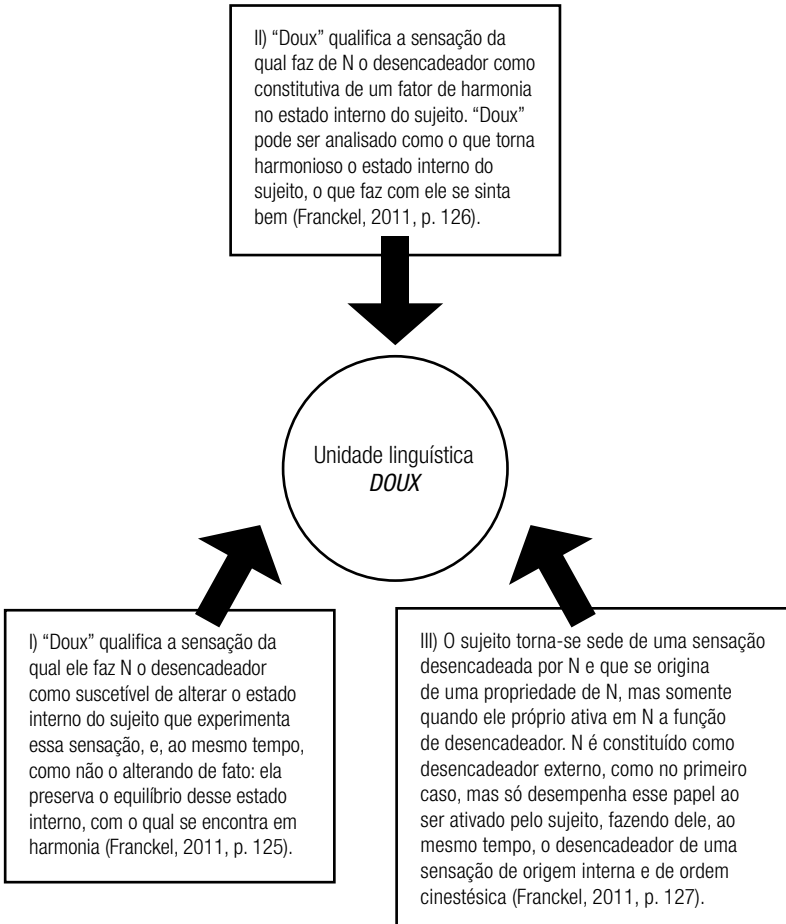 II) “Doux” qualifica a sensação da
qual faz de N o desencadeador como
constitutiva de um fator de harmonia
no estado interno do sujeito. “Doux”
pode ser analisado como o que torna
harmonioso o estado interno do
sujeito, o que faz com ele se sinta
bem (Franckel, 2011, p. 126).
Unidade linguística
DOUX
I) “Doux” qualifica a sensação da
qual ele faz N o desencadeador
como suscetível de alterar o estado
interno do sujeito que experimenta
essa sensação, e, ao mesmo tempo,
como não o alterando de fato: ela
preserva o equilíbrio desse estado
interno, com o qual se encontra em
harmonia (Franckel, 2011, p. 125).
III) O sujeito torna-se sede de uma sensação
desencadeada por N e que se origina
de uma propriedade de N, mas somente
quando ele próprio ativa em N a função
de desencadeador. N é constituído como
desencadeador externo, como no primeiro
caso, mas só desempenha esse papel ao
ser ativado pelo sujeito, fazendo dele, ao
mesmo tempo, o desencadeador de uma
sensação de origem interna e de ordem
cinestésica (Franckel, 2011, p. 127).